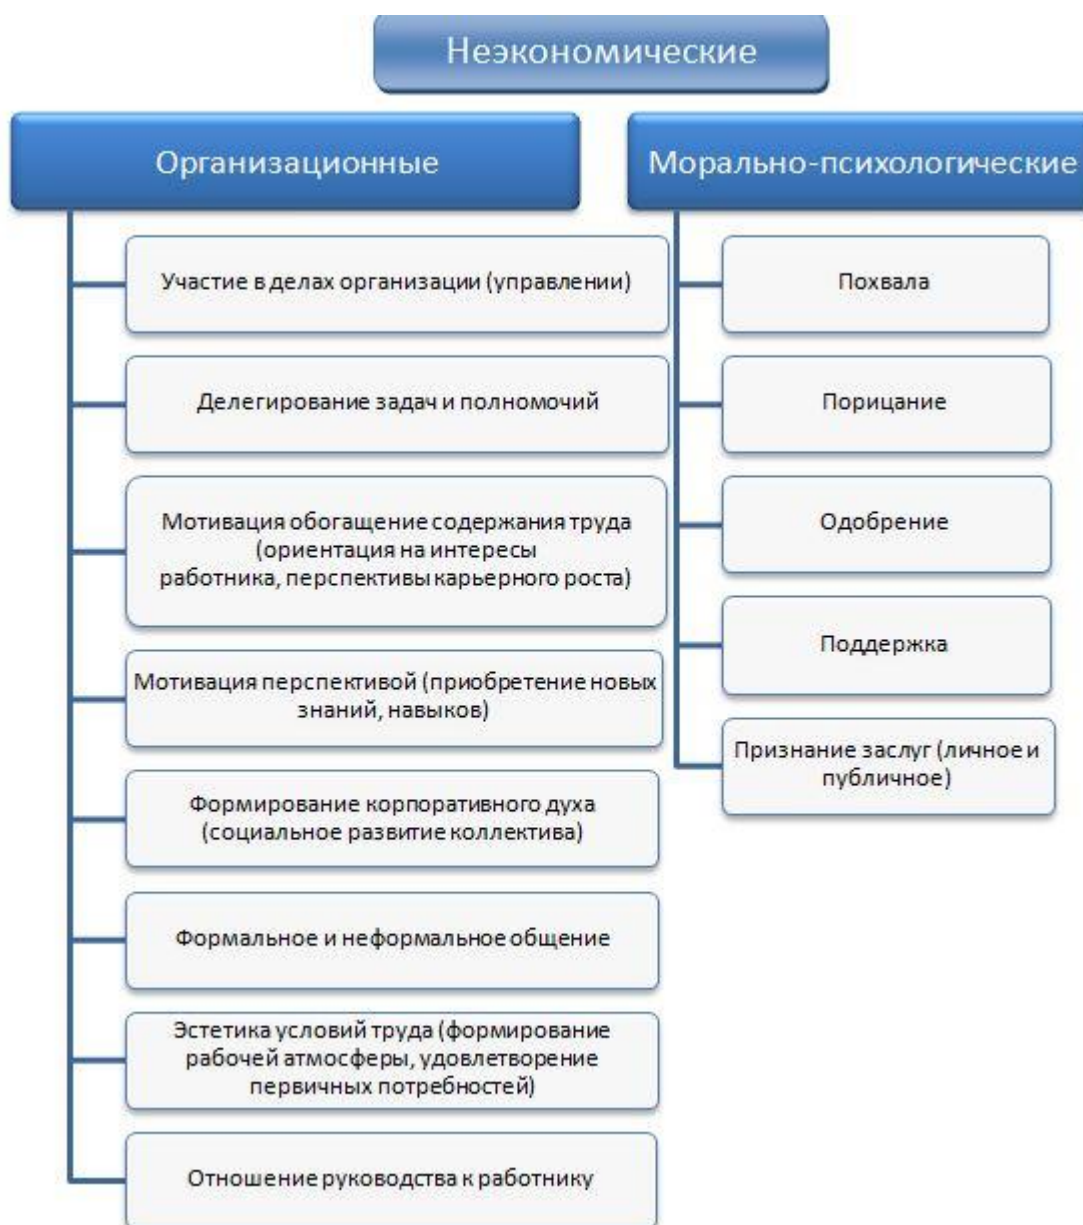 Неэкономические
Организационные
Участие в делах организации (управлении)
Делегирование задач и полномочий
Мотивация обогащение содержания труда
(ориентация на интересы
работника, перспективы карьерного роста)
Мотивация перспективой (приобретение новых
знаний, навыков)
Формирование корпоративного духа
(социальное развитие коллектива)
Формальное и неформальное общение
Эстетика условий труда (формирование
рабочей атмосферы, удовлетворение
первичных потребностей)
Отношение руководства к работнику
Морально-психологические
Похвала
Порицание
Одобрение
Поддержка
Признание заслуг (личное и
публичное)